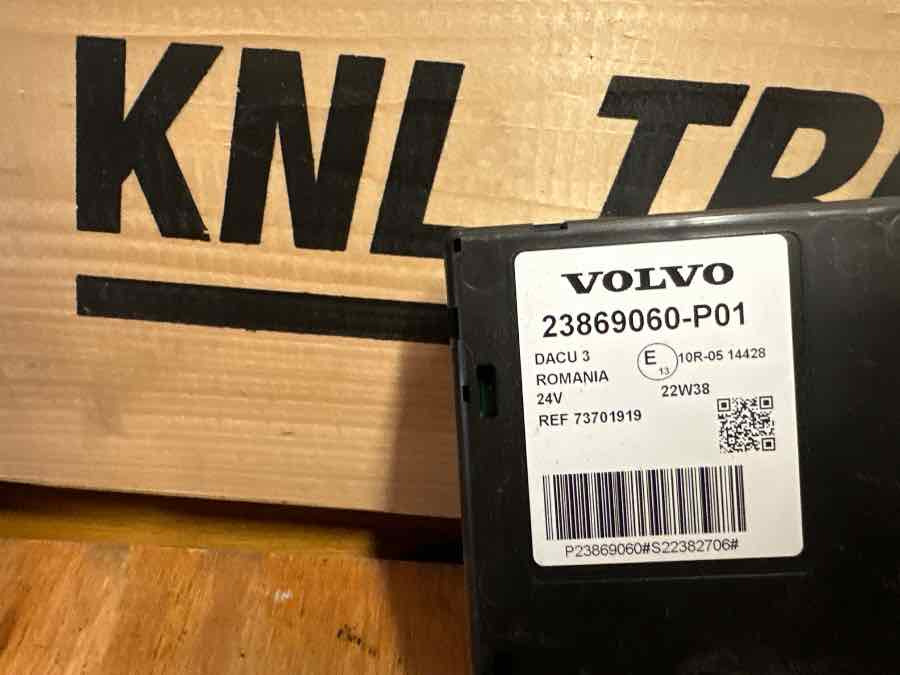 KNL TR
VOLVO
23869060-P01
DACU 3
E 13 10R-05 14428
ROMANIA
24V
22W38
REF 73701919
P23869060#S22382706#